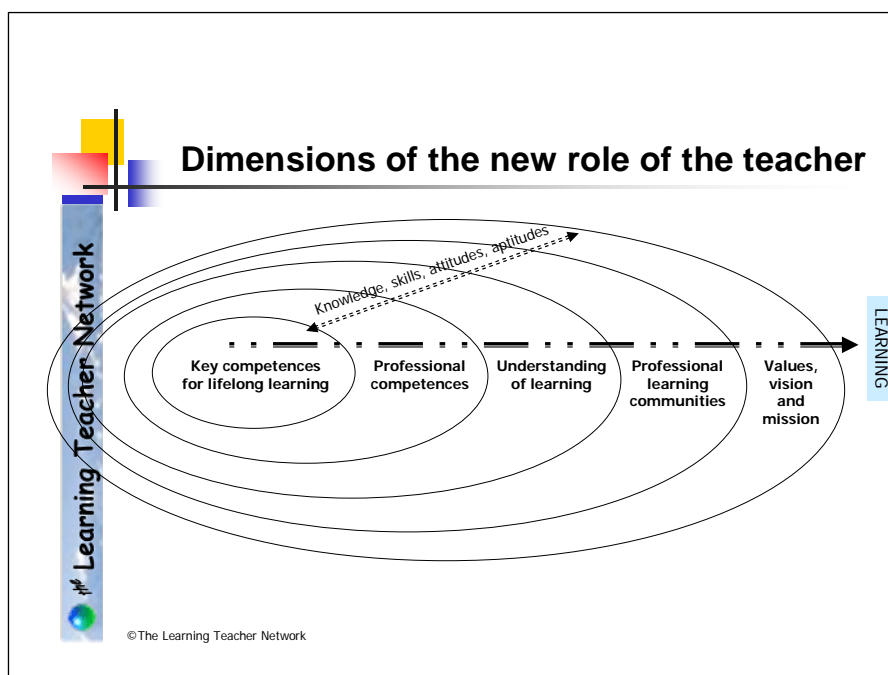 Dimensions of the new role of the teacher
Learning Teacher Network
Knowledge, skills, attitudes, aptitudes
LEARNING
Key competences
for lifelong learning
Professional
competences
Understanding
of learning
Professional
learning
communities
Values,
vision
and
mission
©The Learning Teacher Network